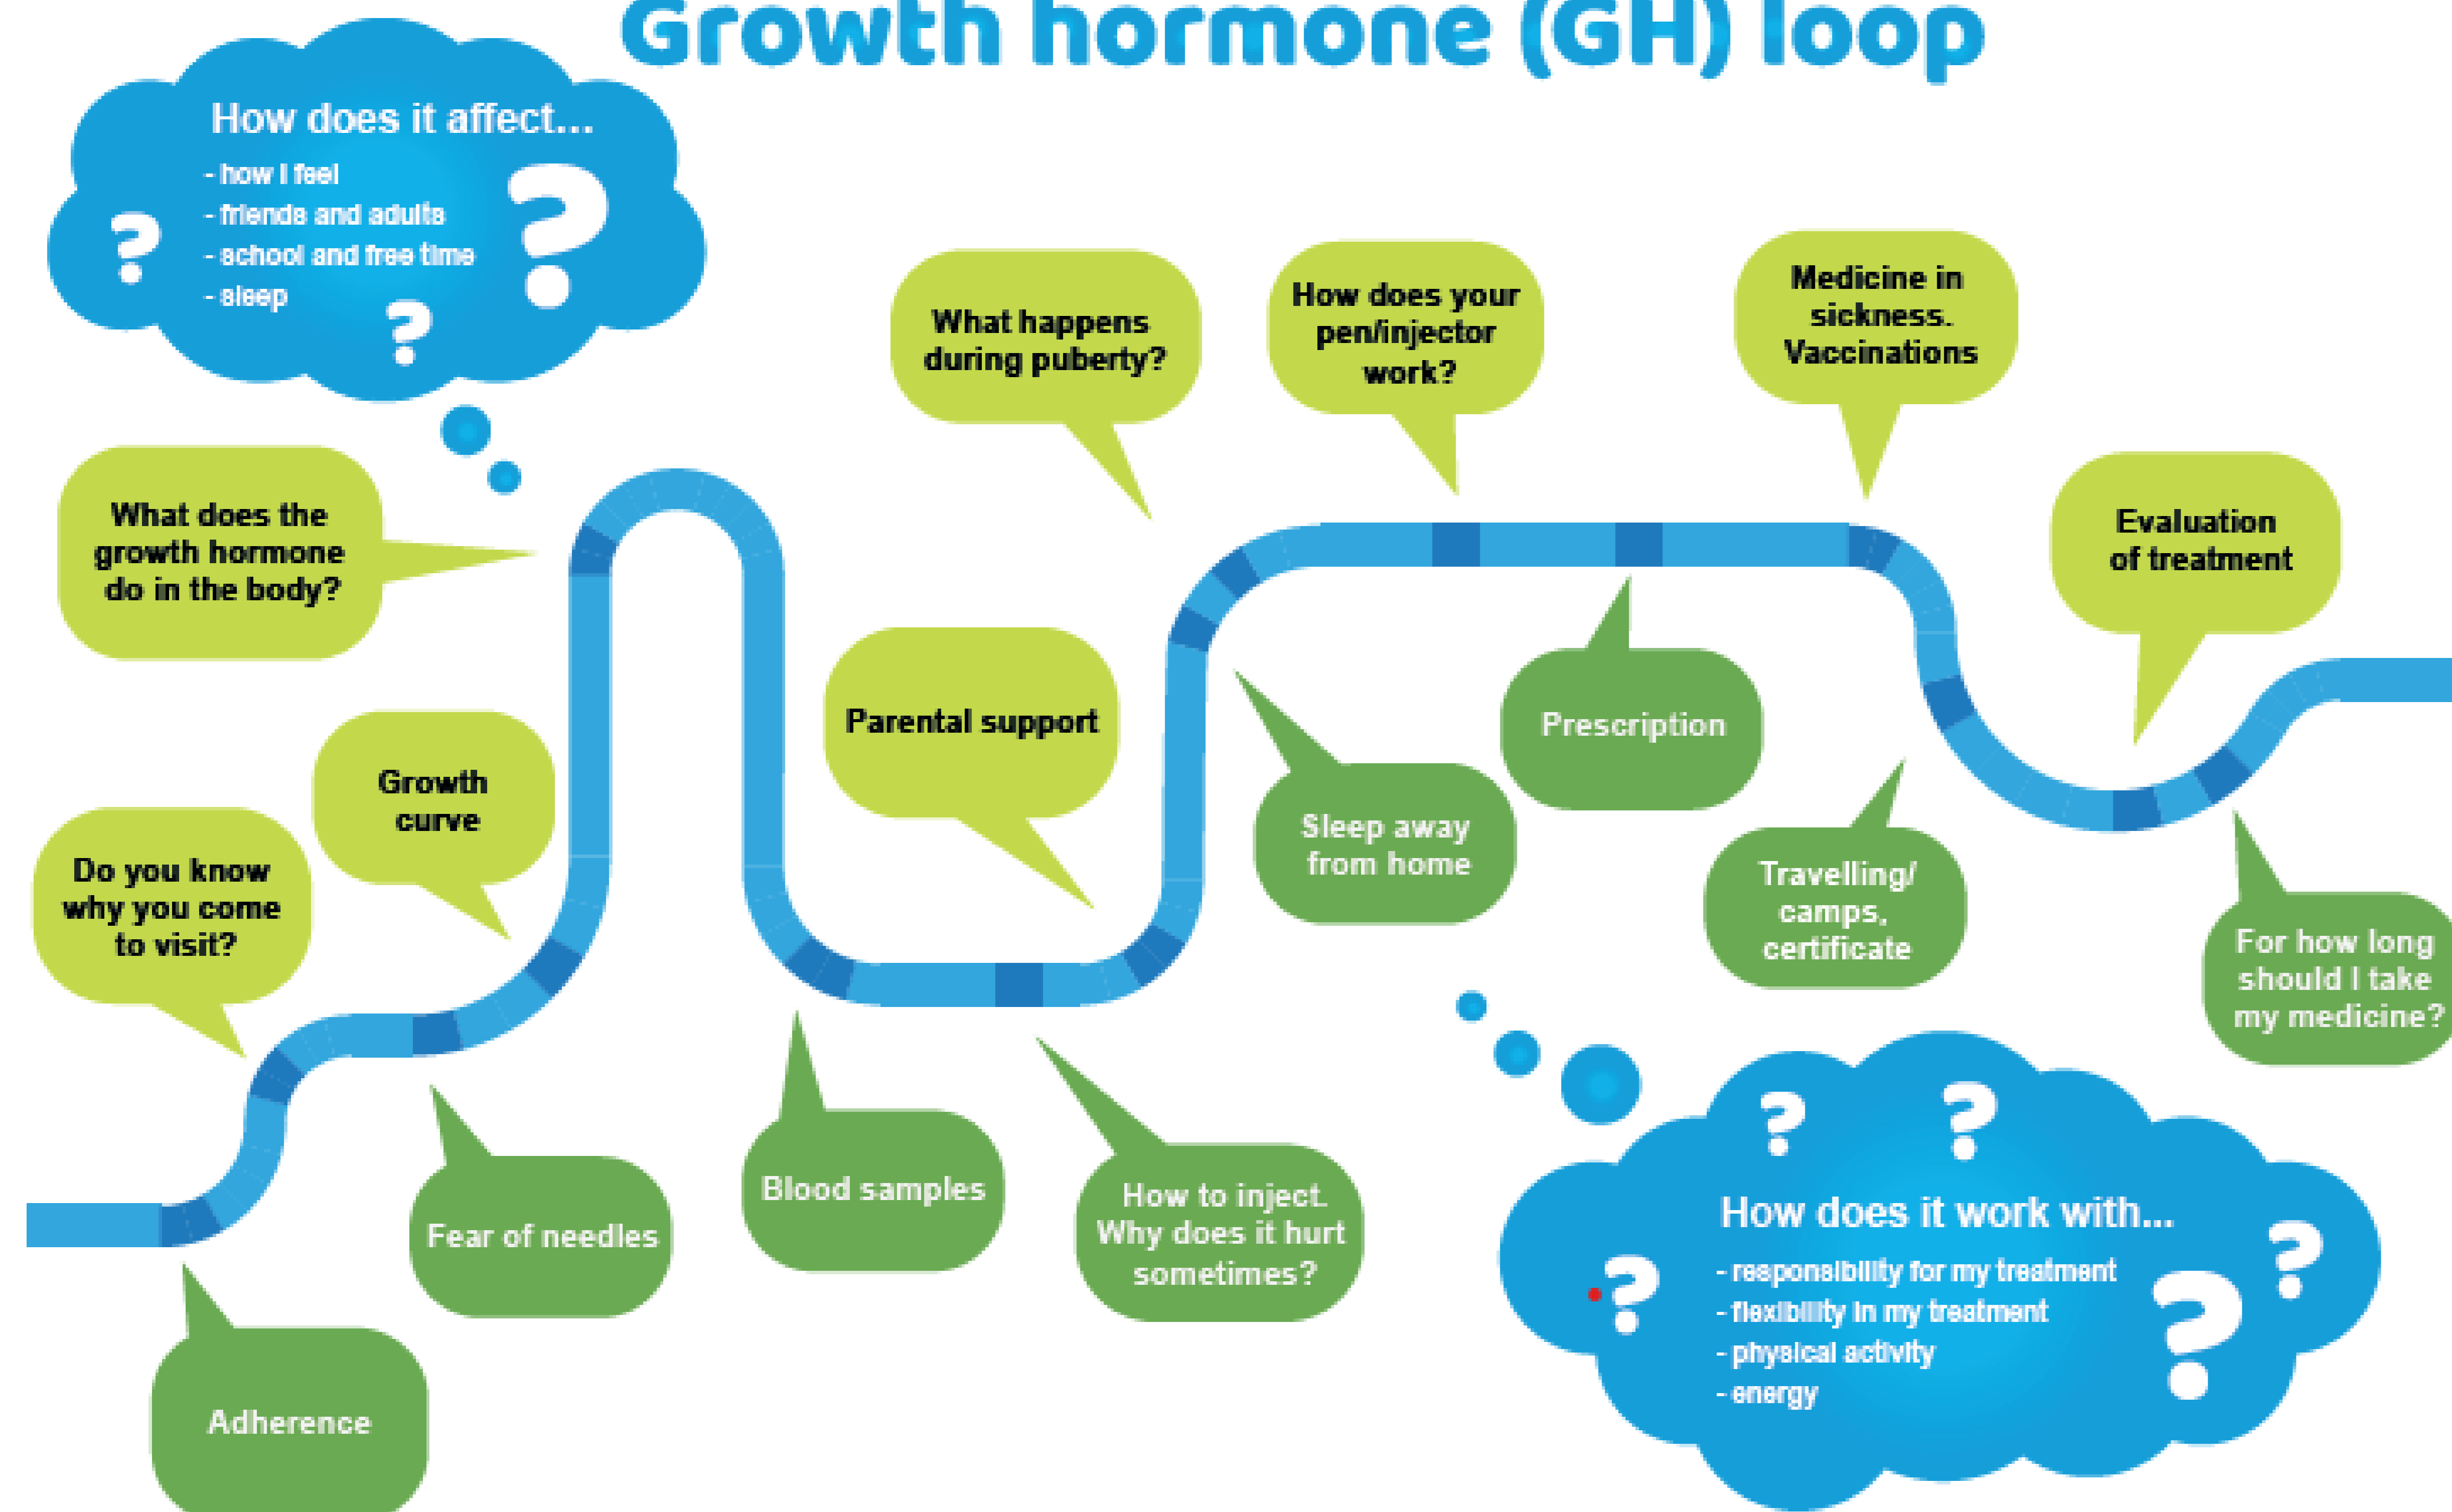 Growth hormone (GH) loop
How does it affect...
- how I feel
- friends and adults
- school and free time
- sleep
?
?
?
What happens
during puberty?
How does your
pen/injector
work?
Medicine in
sickness.
Vaccinations
What does the
growth hormone
do in the body?
Evaluation
of treatment
Growth
curve
Parental support
Prescription
Do you know
why you come
to visit?
Sleep away
from home
Travelling/
camps,
certificate
For how long
should I take
my medicine?
Fear of needles
Blood samples
How to inject.
Why does it hurt
sometimes?
Adherence
?
?
How does it work with...
- responsibility for my treatment
- flexibility in my treatment
- physical activity
- energy
?
?
?